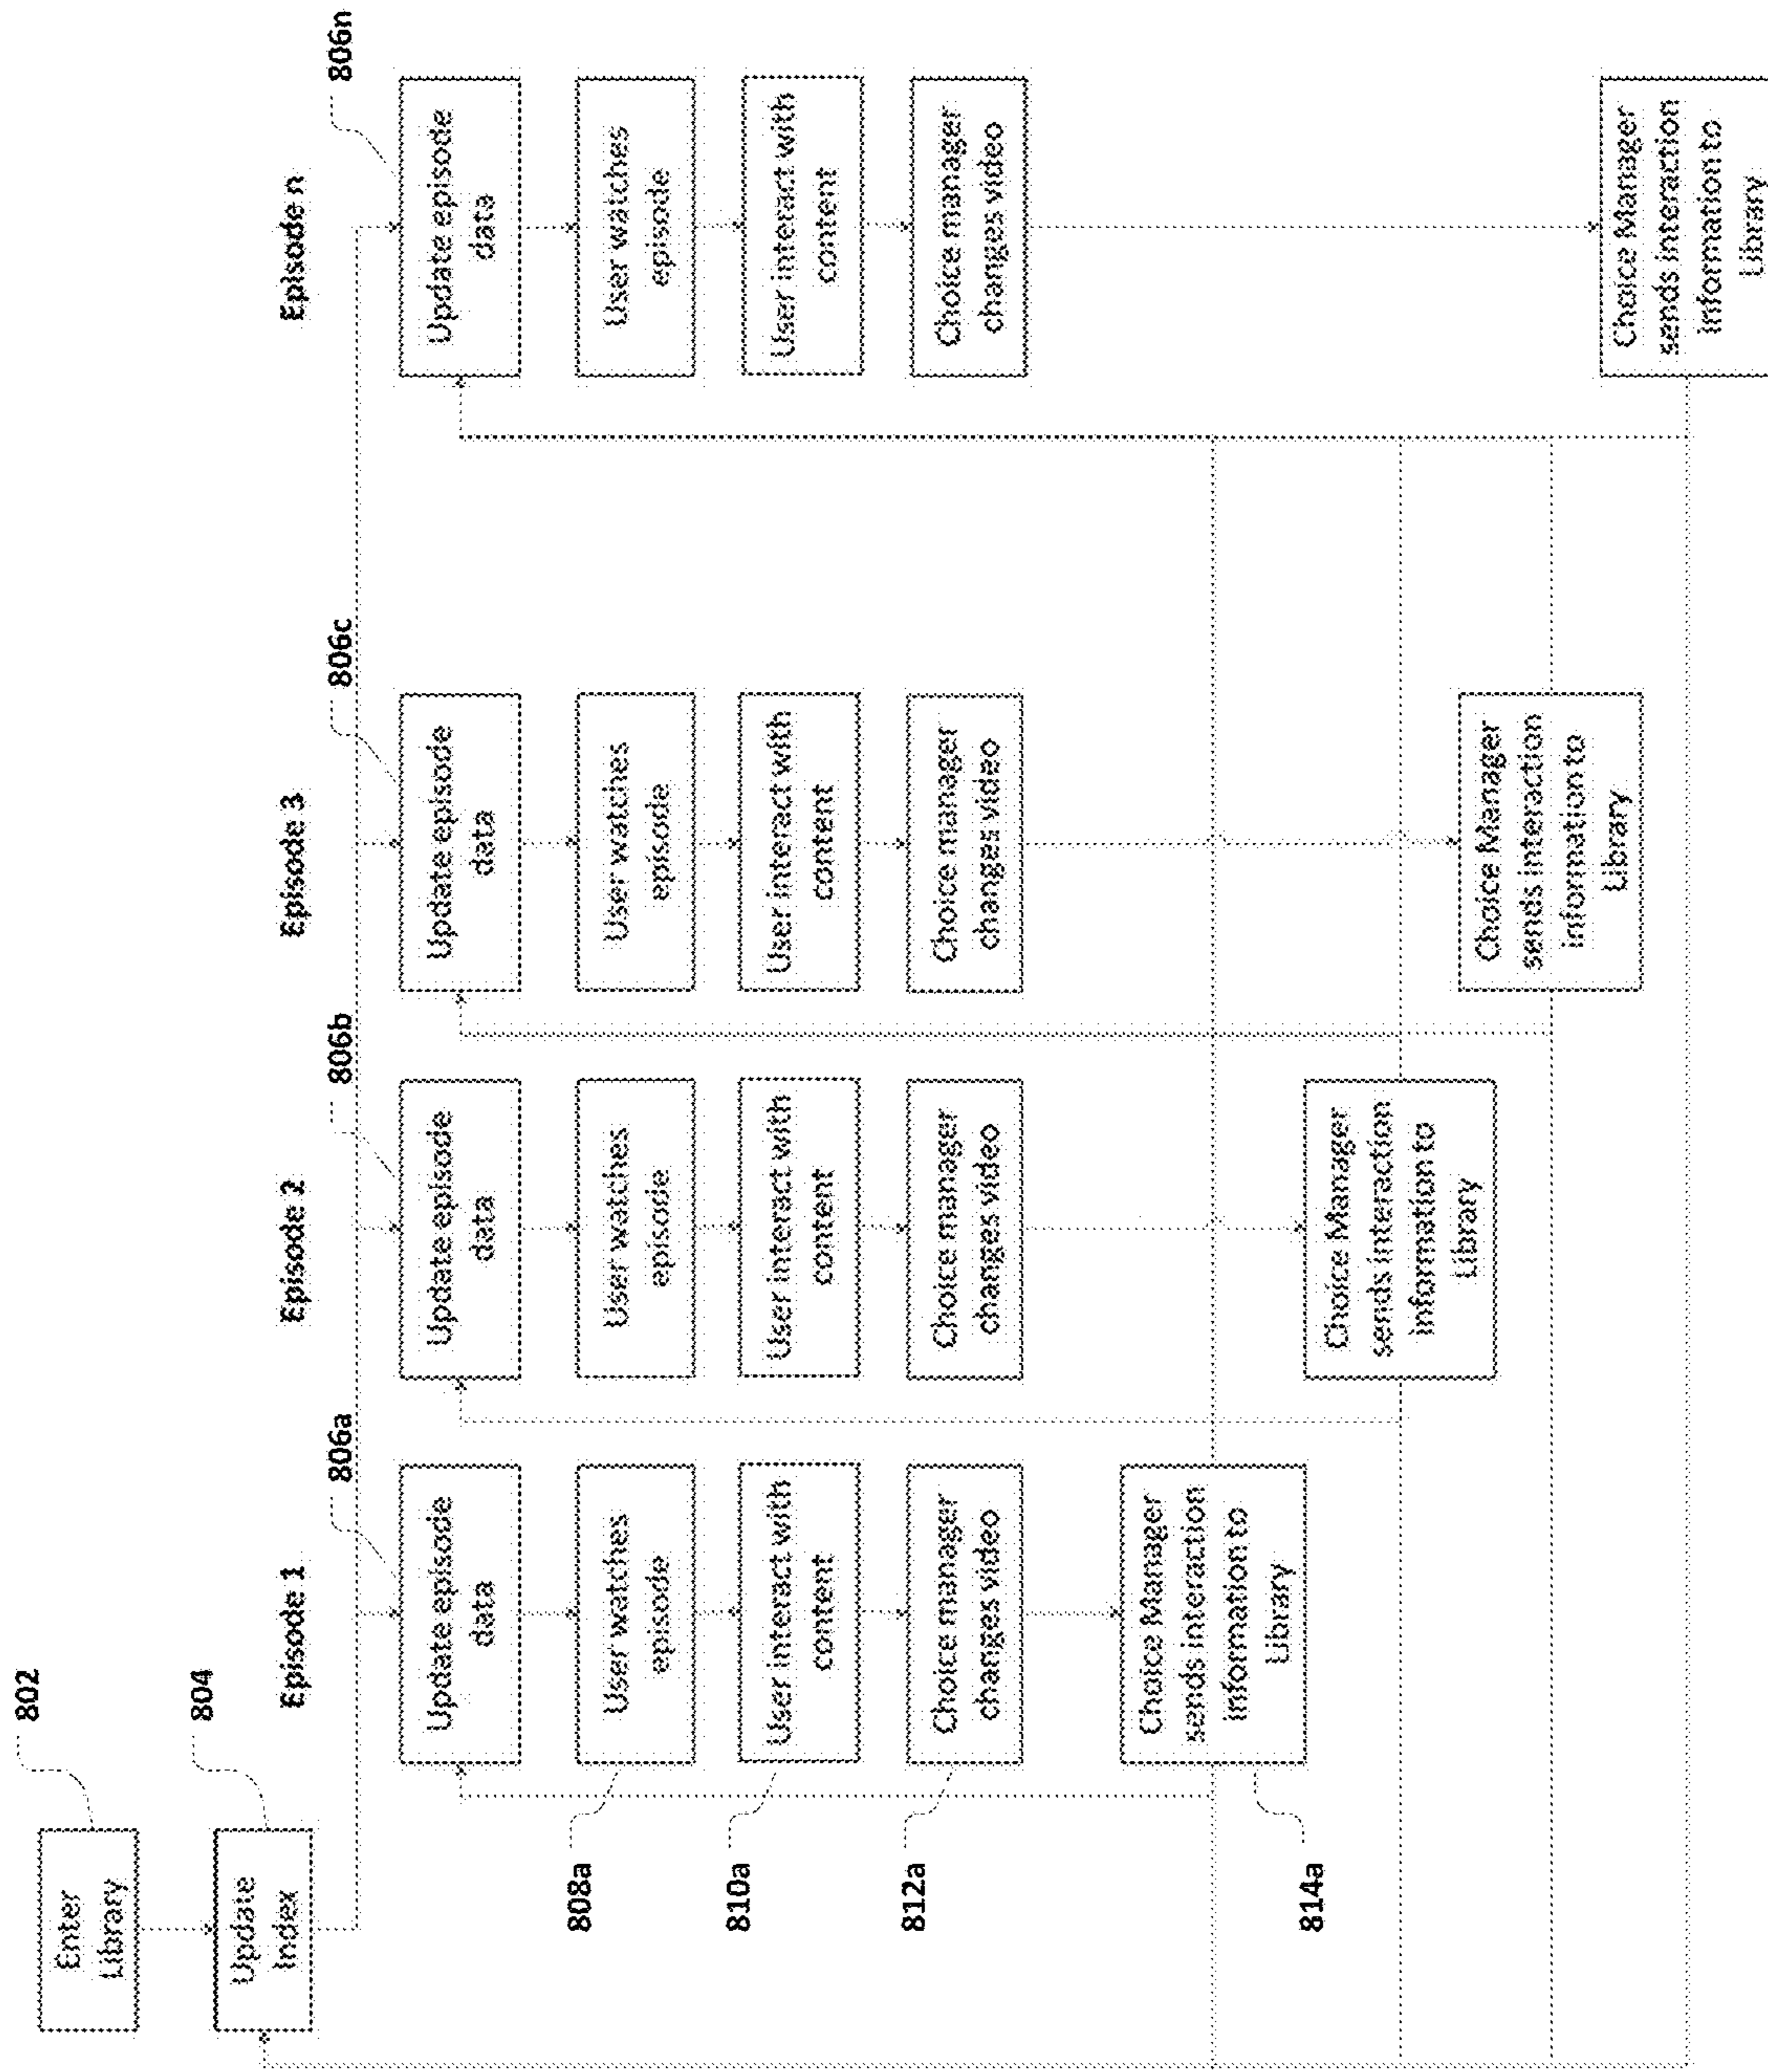 Enter
Library
802
Update
Index
804
Episode 1
Episode 2
Episode 3
Episode n
806a
806b
806c
806n
Update episode
data
Update episode
data
Update episode
data
Update episode
data
808a
User watches
episode
User watches
episode
User watches
episode
User watches
episode
810a
User interact with
content
User interact with
content
User interact with
content
User interact with
content
812a
Choice manager
changes video
Choice manager
changes video
Choice manager
changes video
Choice manager
changes video
814a
Choice Manager
sends interaction
information to
Library
Choice Manager
sends interaction
information to
Library
Choice Manager
sends interaction
information to
Library
Choice Manager
sends interaction
information to
Library